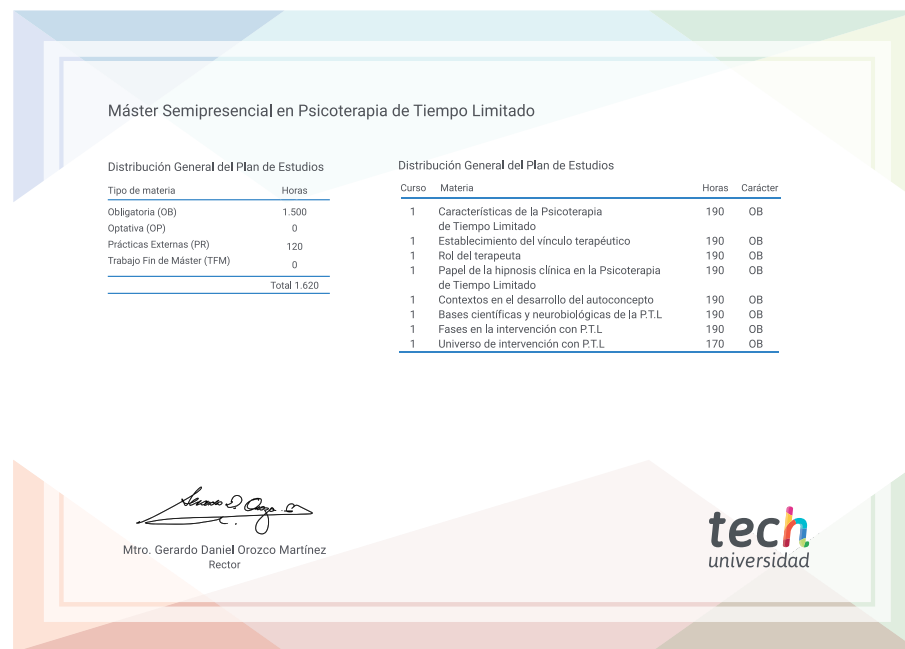 Máster Semipresencial en Psicoterapia de Tiempo Limitado
Distribución General del Plan de Estudios
Tipo de materia Horas
Obligatoria (OB) 1.500
Optativa (OP) 0
Prácticas Externas (PR) 120
Trabajo Fin de Máster (TFM) 0
Total 1.620
Distribución General del Plan de Estudios
Curso Materia Horas Carácter
1 Características de la Psicoterapia 190 OB
de Tiempo Limitado
1 Establecimiento del vínculo terapéutico 190 OB
1 Rol del terapeuta 190 OB
1 Papel de la hipnosis clínica en la Psicoterapia 190 OB
de Tiempo Limitado
1 Contextos en el desarrollo del autoconcepto 190 OB
1 Bases científicas y neurobiológicas de la P.T.L 190 OB
1 Fases en la intervención con P.T.L 190 OB
1 Universo de intervención con P.T.L 170 OB
Mtro. Gerardo Daniel Orozco Martínez
Rector
tech
universidad